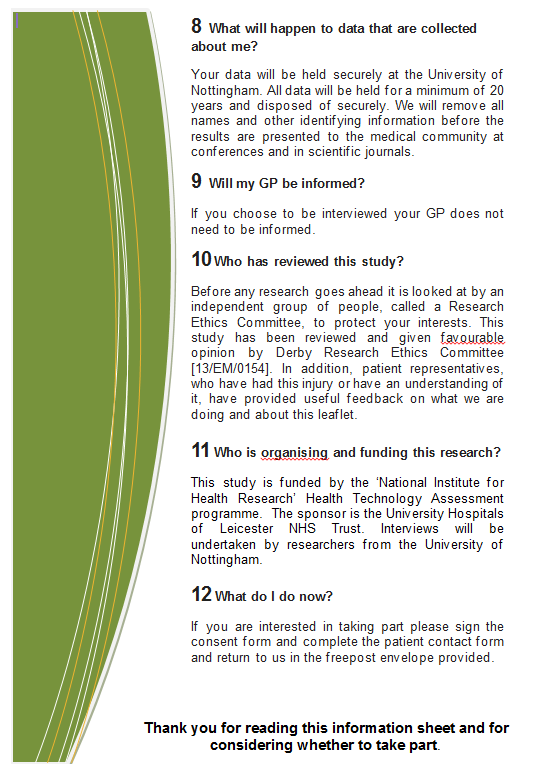 8 What will happen to data that are collected
about me?
Your data will be held securely at the University of
Nottingham. All data will be held for a minimum of 20
years and disposed of securely. We will remove all
names and other identifying information before the
results are presented to the medical community at
conferences and in scientific journals.
9 Will my GP be informed?
If you choose to be interviewed your GP does not
need to be informed.
10 Who has reviewed this study?
Before any research goes ahead it is looked at by an
independent group of people, called a Research
Ethics Committee, to protect your interests. This
study has been reviewed and given favourable
opinion by Derby Research Ethics Committee
[13/EM/0154]. In addition, patient representatives,
who have had this injury or have an understanding of
it, have provided useful feedback on what we are
doing and about this leaflet.
11 Who is organising and funding this research?
This study is funded by the ‘National Institute for
Health Research’ Health Technology Assessment
programme. The sponsor is the University Hospitals
of Leicester NHS Trust. Interviews will be
undertaken by researchers from the University of
Nottingham.
12 What do I do now?
If you are interested in taking part please sign the
consent form and complete the patient contact form
and return to us in the freepost envelope provided.
Thank you for reading this information sheet and for
considering whether to take part.